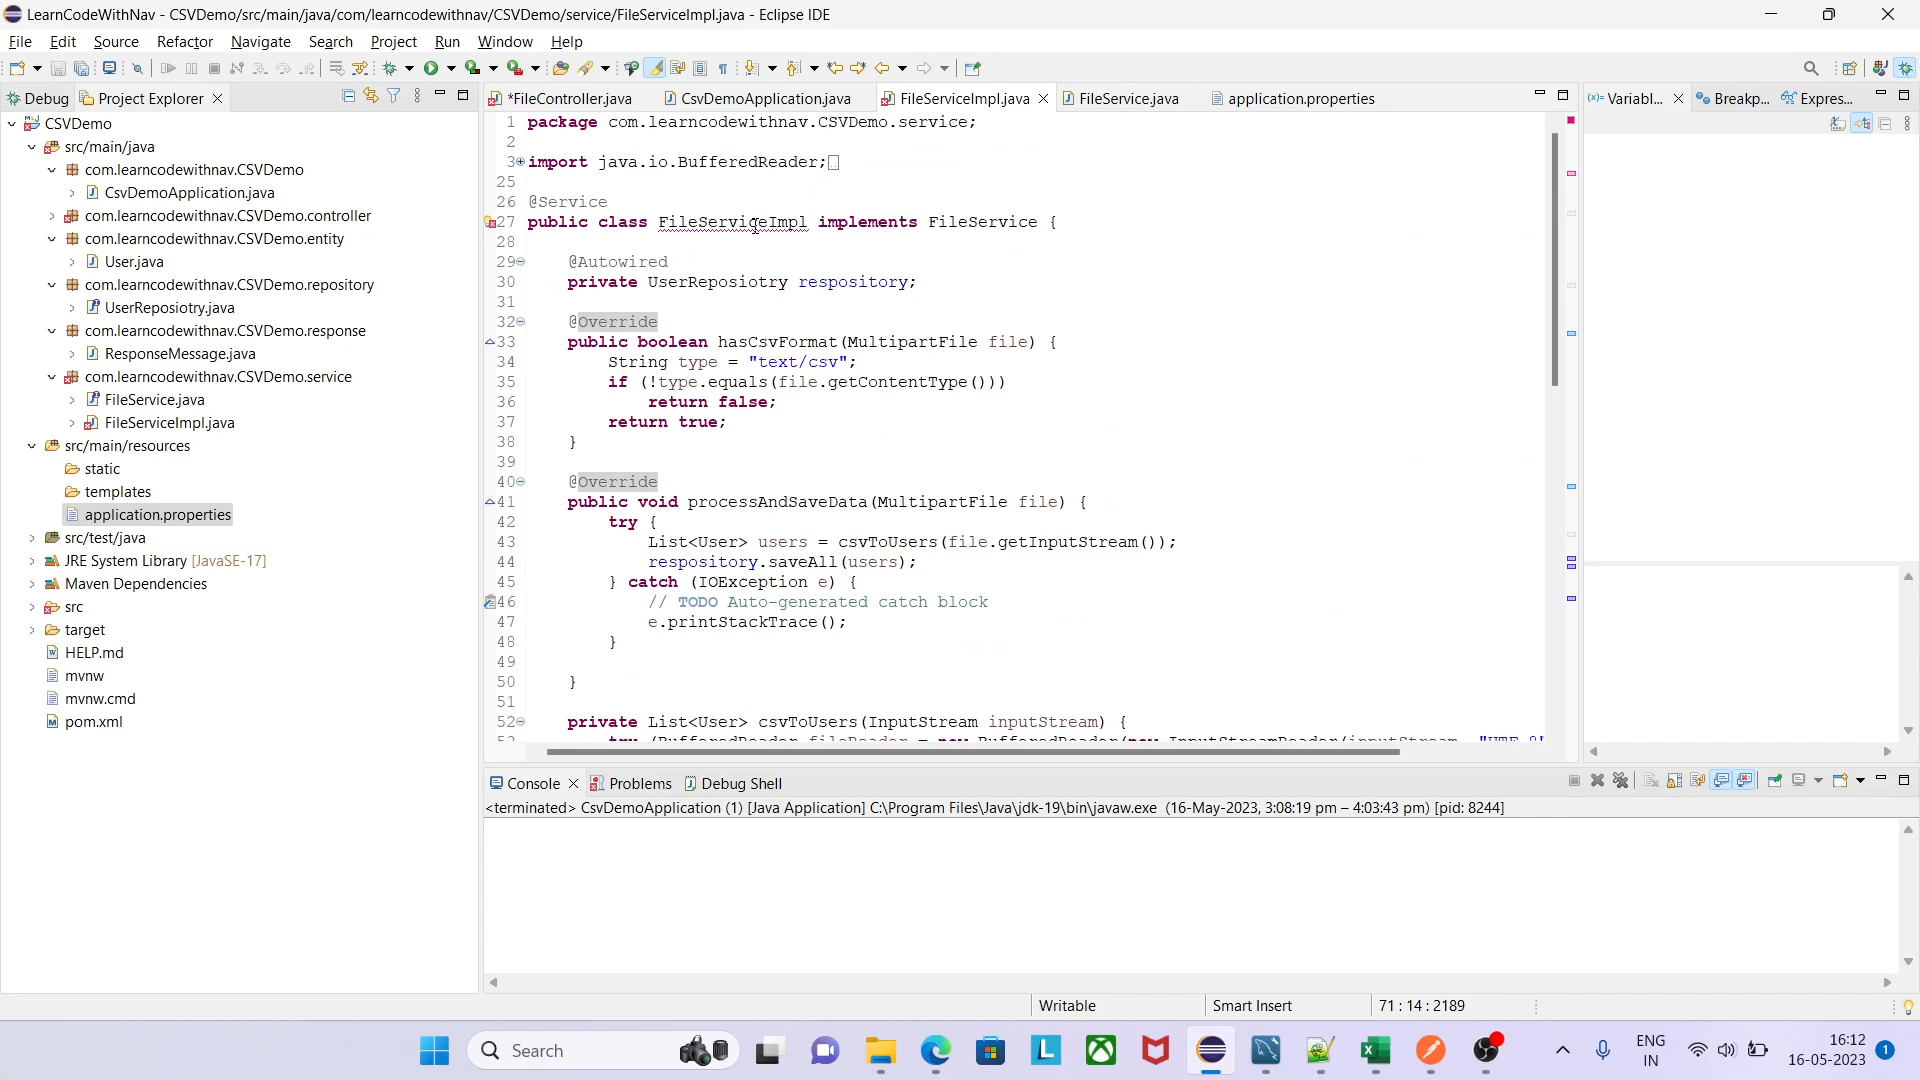 LearnCodeWithNav - CSVDemo/src/main/java/com/learncodewithnav/CSVDemo/service/FileServiceImpl.java - Eclipse IDE
File Edit Source Refactor Navigate Search Project Run Window Help
Debug Project Explorer
CSVDemo
src/main/java
com.learncodewithnav.CSVDemo
CsvDemoApplication.java
com.learncodewithnav.CSVDemo.controller
com.learncodewithnav.CSVDemo.entity
User.java
com.learncodewithnav.CSVDemo.repository
UserReposiotry.java
com.learncodewithnav.CSVDemo.response
ResponseMessage.java
com.learncodewithnav.CSVDemo.service
FileService.java
FileServiceImpl.java
src/main/resources
static
templates
application.properties
src/test/java
JRE System Library [JavaSE-17]
Maven Dependencies
src
target
HELP.md
mvnw
mvnw.cmd
pom.xml
*FileController.java CsvDemoApplication.java FileServiceImpl.java FileService.java application.properties
1 package com.learncodewithnav.CSVDemo.service;
2
3 import java.io.BufferedReader;
25
26 @Service
27 public class FileServiceImpl implements FileService {
28
29 @Autowired
30 private UserReposiotry respository;
31
32 @Override
33 public boolean hasCsvFormat(MultipartFile file) {
34 String type = "text/csv";
35 if (!type.equals(file.getContentType()))
36 return false;
37 return true;
38 }
39
40 @Override
41 public void processAndSaveData(MultipartFile file) {
42 try {
43 List<User> users = csvToUsers(file.getInputStream());
44 respository.saveAll(users);
45 } catch (IOException e) {
46 // TODO Auto-generated catch block
47 e.printStackTrace();
48 }
49
50 }
51
52 private List<User> csvToUsers(InputStream inputStream) {
Variabl... Breakp... Expres...
Console Problems Debug Shell
<terminated> CsvDemoApplication (1) [Java Application] C:\Program Files\Java\jdk-19\bin\javaw.exe (16-May-2023, 3:08:19 pm – 4:03:43 pm) [pid: 8244]
Writable Smart Insert 71 : 14 : 2189
Search
ENG
IN
16:12
16-05-2023
1